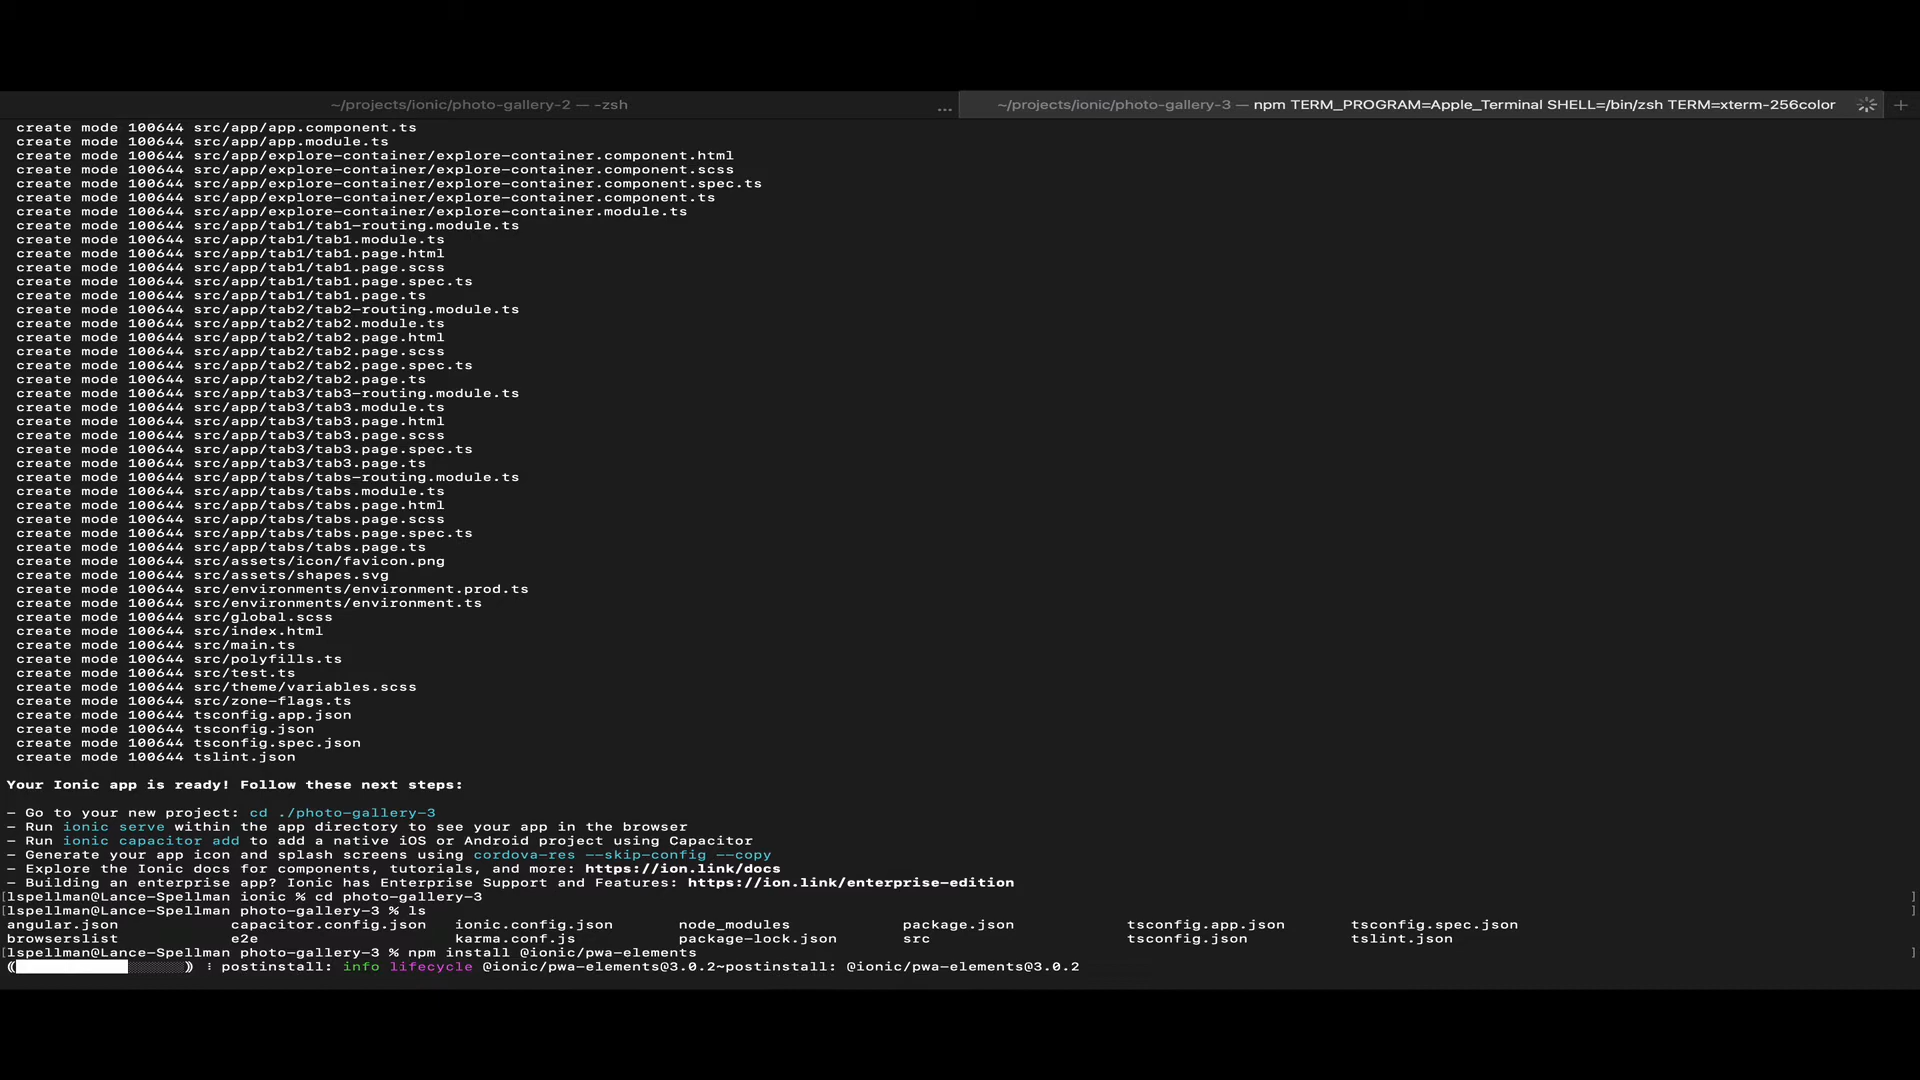 ~/projects/ionic/photo-gallery-2 — -zsh ... ~/projects/ionic/photo-gallery-3 — npm TERM_PROGRAM=Apple_Terminal SHELL=/bin/zsh TERM=xterm-256color +
create mode 100644 src/app/app.component.ts
create mode 100644 src/app/app.module.ts
create mode 100644 src/app/explore-container/explore-container.component.html
create mode 100644 src/app/explore-container/explore-container.component.scss
create mode 100644 src/app/explore-container/explore-container.component.spec.ts
create mode 100644 src/app/explore-container/explore-container.component.ts
create mode 100644 src/app/explore-container/explore-container.module.ts
create mode 100644 src/app/tab1/tab1-routing.module.ts
create mode 100644 src/app/tab1/tab1.module.ts
create mode 100644 src/app/tab1/tab1.page.html
create mode 100644 src/app/tab1/tab1.page.scss
create mode 100644 src/app/tab1/tab1.page.spec.ts
create mode 100644 src/app/tab1/tab1.page.ts
create mode 100644 src/app/tab2/tab2-routing.module.ts
create mode 100644 src/app/tab2/tab2.module.ts
create mode 100644 src/app/tab2/tab2.page.html
create mode 100644 src/app/tab2/tab2.page.scss
create mode 100644 src/app/tab2/tab2.page.spec.ts
create mode 100644 src/app/tab2/tab2.page.ts
create mode 100644 src/app/tab3/tab3-routing.module.ts
create mode 100644 src/app/tab3/tab3.module.ts
create mode 100644 src/app/tab3/tab3.page.html
create mode 100644 src/app/tab3/tab3.page.scss
create mode 100644 src/app/tab3/tab3.page.spec.ts
create mode 100644 src/app/tab3/tab3.page.ts
create mode 100644 src/app/tabs/tabs-routing.module.ts
create mode 100644 src/app/tabs/tabs.module.ts
create mode 100644 src/app/tabs/tabs.page.html
create mode 100644 src/app/tabs/tabs.page.scss
create mode 100644 src/app/tabs/tabs.page.spec.ts
create mode 100644 src/app/tabs/tabs.page.ts
create mode 100644 src/assets/icon/favicon.png
create mode 100644 src/assets/shapes.svg
create mode 100644 src/environments/environment.prod.ts
create mode 100644 src/environments/environment.ts
create mode 100644 src/global.scss
create mode 100644 src/index.html
create mode 100644 src/main.ts
create mode 100644 src/polyfills.ts
create mode 100644 src/test.ts
create mode 100644 src/theme/variables.scss
create mode 100644 src/zone-flags.ts
create mode 100644 tsconfig.app.json
create mode 100644 tsconfig.json
create mode 100644 tsconfig.spec.json
create mode 100644 tslint.json
Your Ionic app is ready! Follow these next steps:
- Go to your new project: cd ./photo-gallery-3
- Run ionic serve within the app directory to see your app in the browser
- Run ionic capacitor add to add a native iOS or Android project using Capacitor
- Generate your app icon and splash screens using cordova-res --skip-config --copy
- Explore the Ionic docs for components, tutorials, and more: https://ion.link/docs
- Building an enterprise app? Ionic has Enterprise Support and Features: https://ion.link/enterprise-edition
[lspellman@Lance-Spellman ionic % cd photo-gallery-3 ]
[lspellman@Lance-Spellman photo-gallery-3 % ls ]
angular.json capacitor.config.json ionic.config.json node_modules package.json tsconfig.app.json tsconfig.spec.json
browserslist e2e karma.conf.js package-lock.json src tsconfig.json tslint.json
[lspellman@Lance-Spellman photo-gallery-3 % npm install @ionic/pwa-elements ]
⸨ ⸩ ⠸ postinstall: info lifecycle @ionic/pwa-elements@3.0.2~postinstall: @ionic/pwa-elements@3.0.2